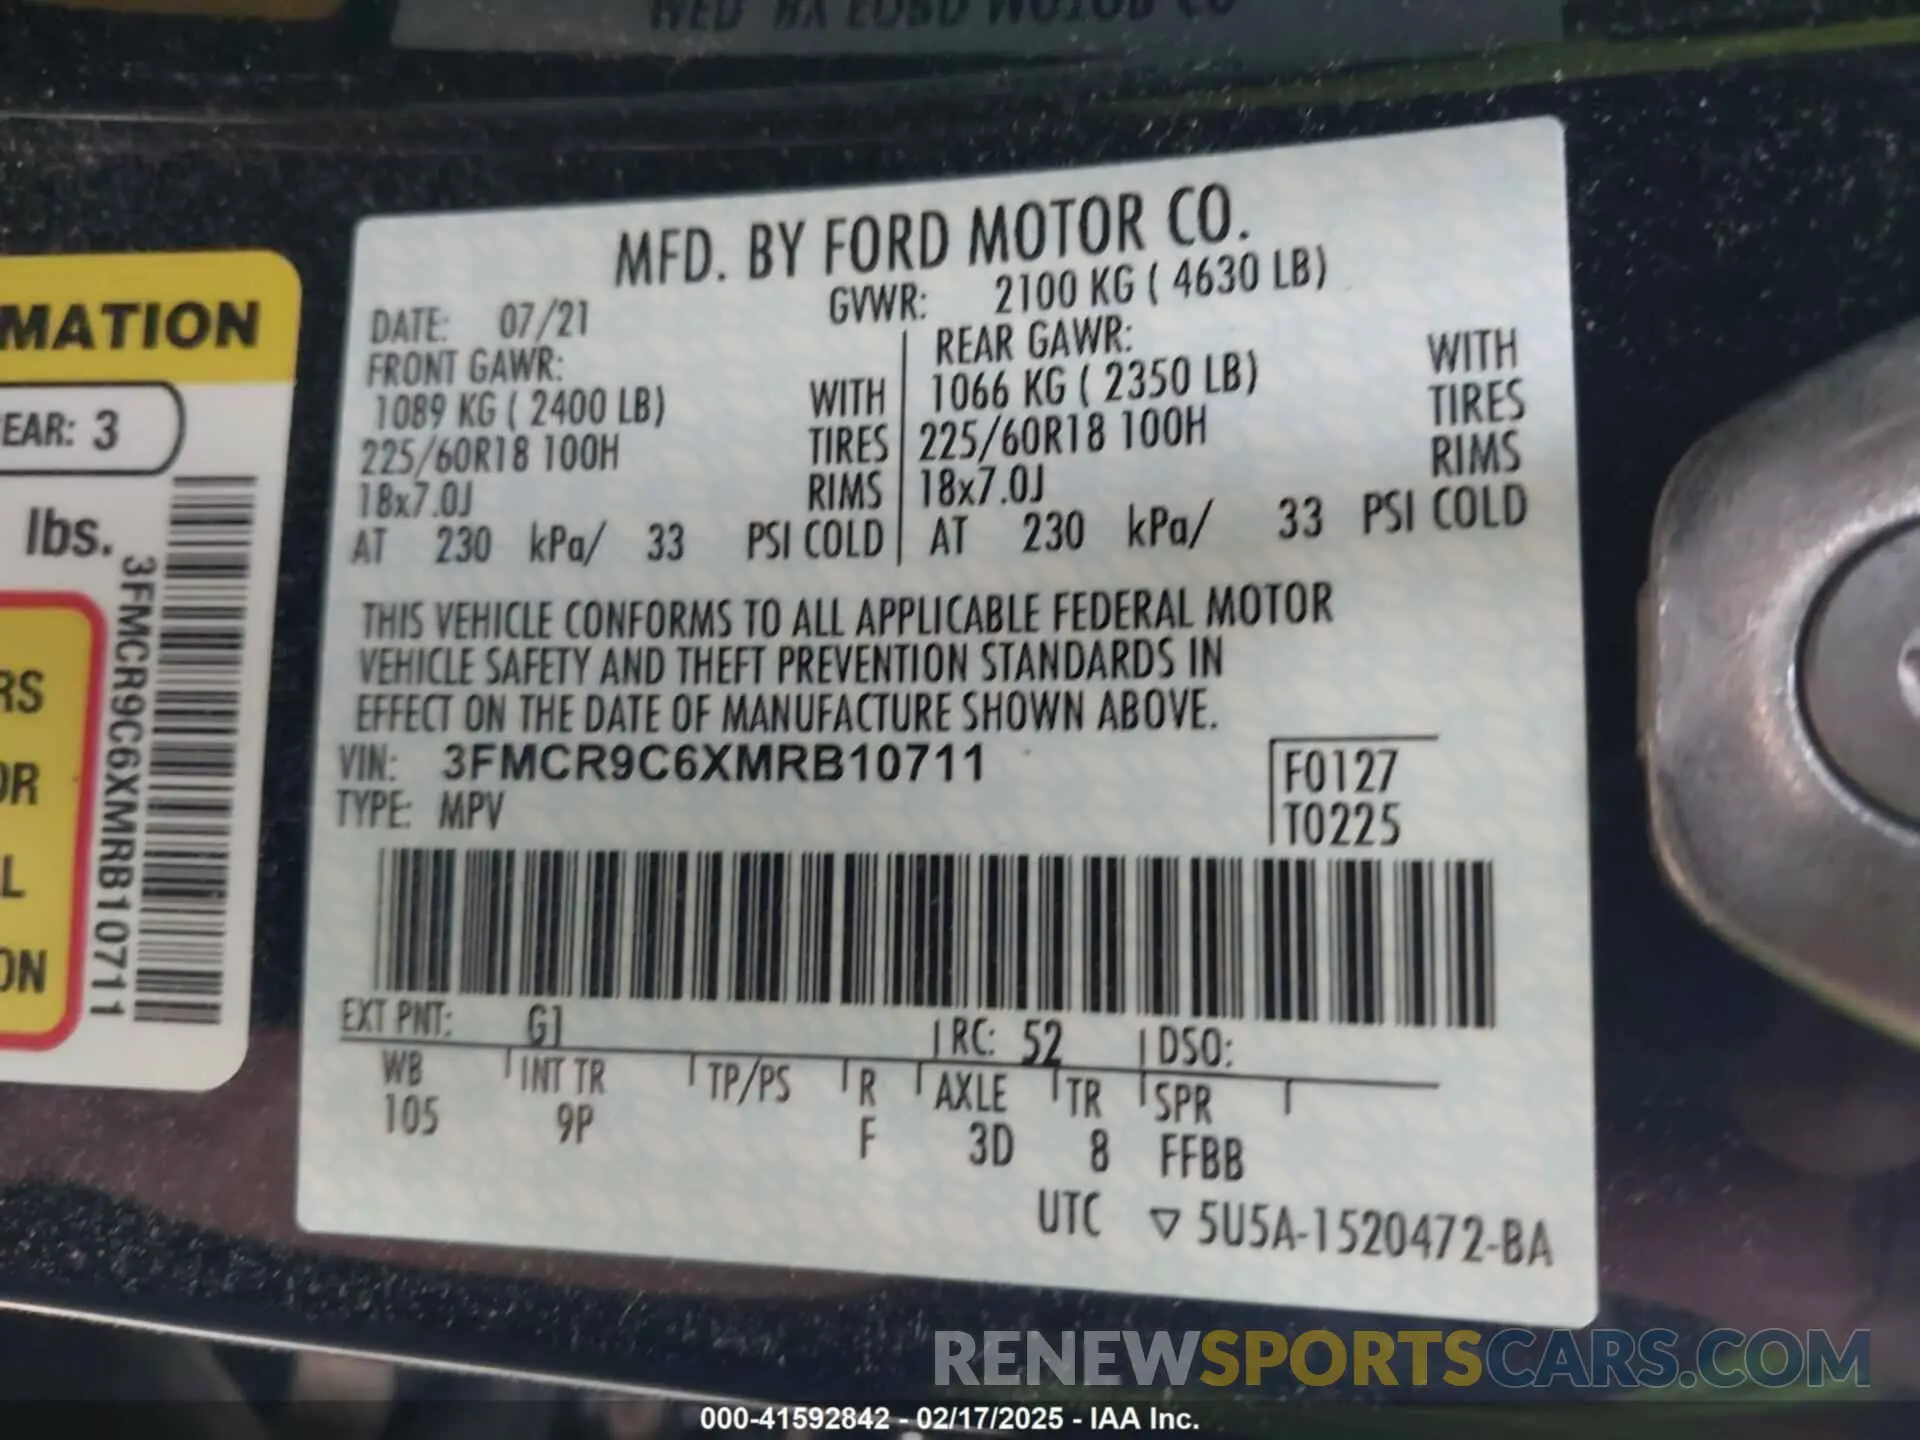 MFD. BY FORD MOTOR CO.
DATE: 07/21 GVWR: 2100 KG ( 4630 LB)
FRONT GAWR: REAR GAWR:
1089 KG ( 2400 LB) WITH 1066 KG ( 2350 LB) WITH
225/60R18 100H TIRES 225/60R18 100H TIRES
18x7.0J RIMS 18x7.0J RIMS
AT 230 kPa/ 33 PSI COLD AT 230 kPa/ 33 PSI COLD
THIS VEHICLE CONFORMS TO ALL APPLICABLE FEDERAL MOTOR
VEHICLE SAFETY AND THEFT PREVENTION STANDARDS IN
EFFECT ON THE DATE OF MANUFACTURE SHOWN ABOVE.
VIN: 3FMCR9C6XMRB10711 F0127
TYPE: MPV T0225
EXT PNT: G1 RC: 52 DSO:
WB INT TR TP/PS R AXLE TR SPR
105 9P F 3D 8 FFBB
UTC ▽ 5U5A-1520472-BA
MATION
EAR: 3
lbs.
3FMCR9C6XMRB10711
RS
OR
L
ON
RENEWSPORTSCARS.COM
000-41592842 - 02/17/2025 - IAA Inc.